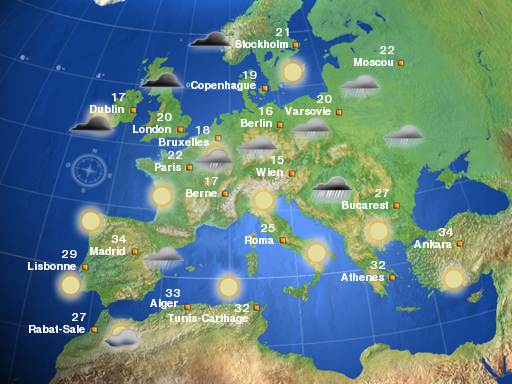 21
Stockholm
22
Moscou
19
Copenhague
17
Dublin
20
London
16
Berlin
20
Varsovie
18
Bruxelles
22
Paris
15
Wien
17
Berne
27
Bucarest
25
Roma
34
Madrid
29
Lisbonne
34
Ankara
32
Athenes
33
Alger
32
Tunis-Carthage
27
Rabat-Sale